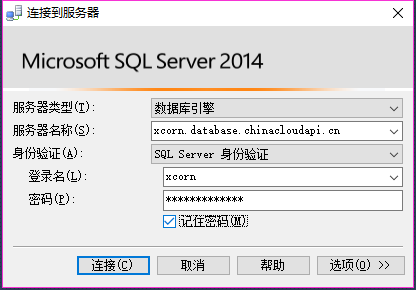 连接到服务器
Microsoft SQL Server 2014
服务器类型(T): 数据库引擎
服务器名称(S): xcorn.database.chinacloudapi.cn
身份验证(A): SQL Server 身份验证
登录名(L): xcorn
密码(P): *************
记住密码(M)
连接(C) 取消 帮助 选项(O) >>